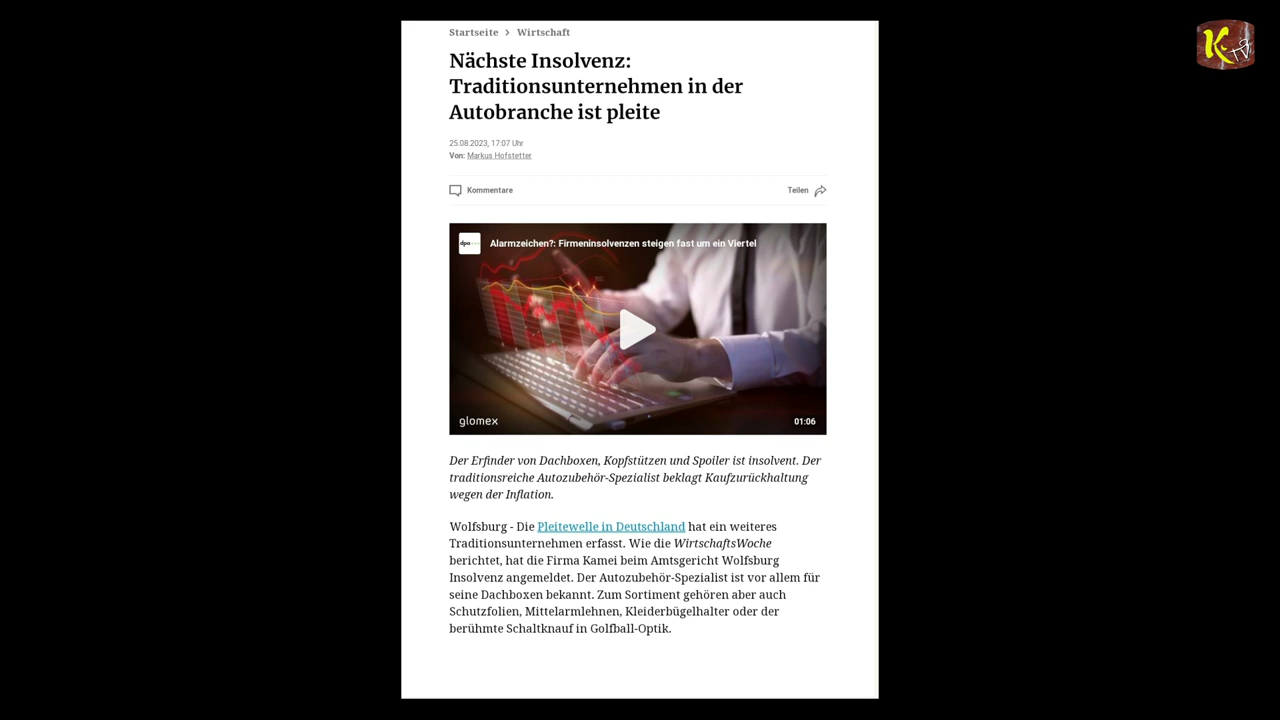 Startseite > Wirtschaft
Nächste Insolvenz:
Traditionsunternehmen in der
Autobranche ist pleite
25.08.2023, 17:07 Uhr
Von: Markus Hofstetter
Kommentare
Teilen
dpa
Alarmzeichen?: Firmeninsolvenzen steigen fast um ein Viertel
glomex
01:06
Der Erfinder von Dachboxen, Kopfstützen und Spoiler ist insolvent. Der
traditionsreiche Autozubehör-Spezialist beklagt Kaufzurückhaltung
wegen der Inflation.
Wolfsburg - Die Pleitewelle in Deutschland hat ein weiteres
Traditionsunternehmen erfasst. Wie die WirtschaftsWoche
berichtet, hat die Firma Kamei beim Amtsgericht Wolfsburg
Insolvenz angemeldet. Der Autozubehör-Spezialist ist vor allem für
seine Dachboxen bekannt. Zum Sortiment gehören aber auch
Schutzfolien, Mittelarmlehnen, Kleiderbügelhalter oder der
berühmte Schaltknauf in Golfball-Optik.
K TV